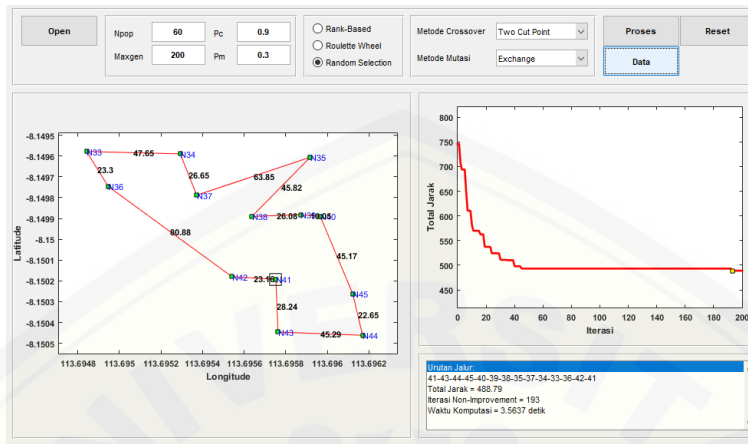 Open
Npop 60 Pc 0.9
Maxgen 200 Pm 0.3
Rank-Based
Roulette Wheel
Random Selection
Metode Crossover Two Cut Point
Metode Mutasi Exchange
Proses Reset
Data
-8.1495
-8.1496
-8.1497
-8.1498
-8.1499
-8.15
-8.1501
-8.1502
-8.1503
-8.1504
-8.1505
Latitude
N33 47.65 N34 N35
23.3 26.65 63.85 45.82
N36 N37
N38 26.08
80.88 45.17
N42 23.16 N41
28.24 N45
22.65
N43 45.29 N44
113.6948 113.695 113.6952 113.6954 113.6956 113.6958 113.696 113.6962
Longitude
800
750
700
650
600
550
500
450
Total Jarak
0 20 40 60 80 100 120 140 160 180 200
Iterasi
Urutan Jalur:
41-43-44-45-40-39-38-35-37-34-33-36-42-41
Total Jarak = 488.79
Iterasi Non-Improvement = 193
Waktu Komputasi = 3.5637 detik